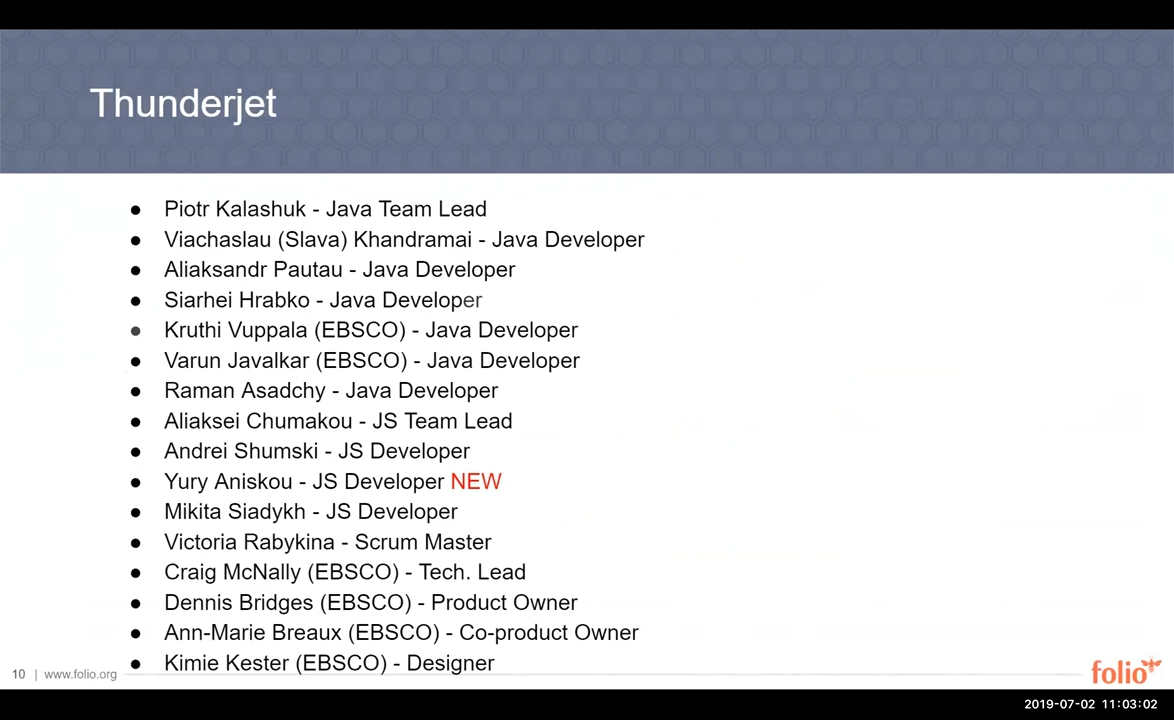 Thunderjet
● Piotr Kalashuk - Java Team Lead
● Viachaslau (Slava) Khandramai - Java Developer
● Aliaksandr Pautau - Java Developer
● Siarhei Hrabko - Java Developer
● Kruthi Vuppala (EBSCO) - Java Developer
● Varun Javalkar (EBSCO) - Java Developer
● Raman Asadchy - Java Developer
● Aliaksei Chumakou - JS Team Lead
● Andrei Shumski - JS Developer
● Yury Aniskou - JS Developer NEW
● Mikita Siadykh - JS Developer
● Victoria Rabykina - Scrum Master
● Craig McNally (EBSCO) - Tech. Lead
● Dennis Bridges (EBSCO) - Product Owner
● Ann-Marie Breaux (EBSCO) - Co-product Owner
● Kimie Kester (EBSCO) - Designer
10 | www.folio.org
folio
2019-07-02 11:03:02